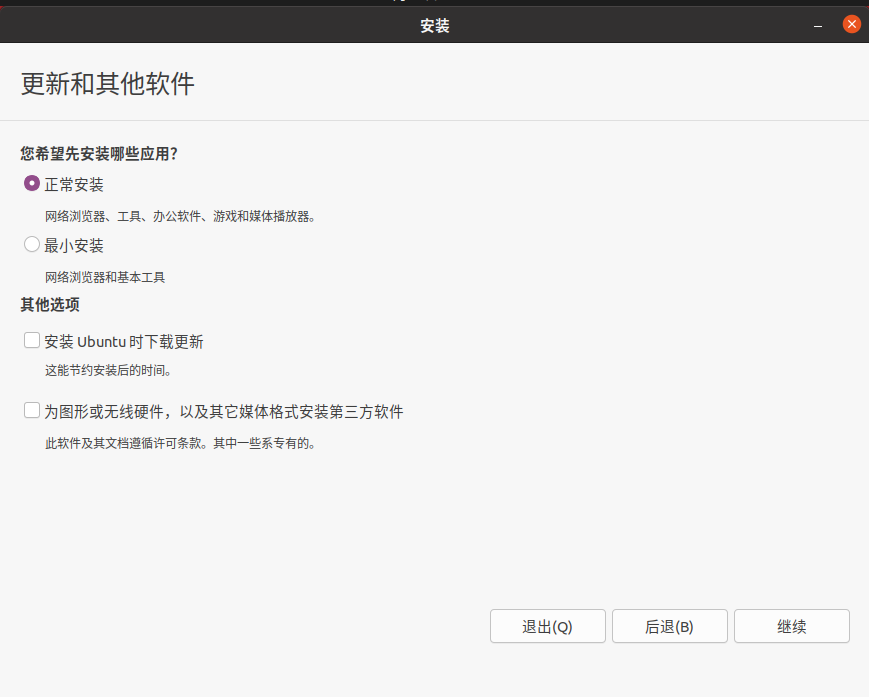 安装
更新和其他软件
您希望先安装哪些应用?
正常安装
网络浏览器、工具、办公软件、游戏和媒体播放器。
最小安装
网络浏览器和基本工具
其他选项
安装 Ubuntu 时下载更新
这能节约安装后的时间。
为图形或无线硬件，以及其它媒体格式安装第三方软件
此软件及其文档遵循许可条款。其中一些系专有的。
退出(Q) 后退(B) 继续